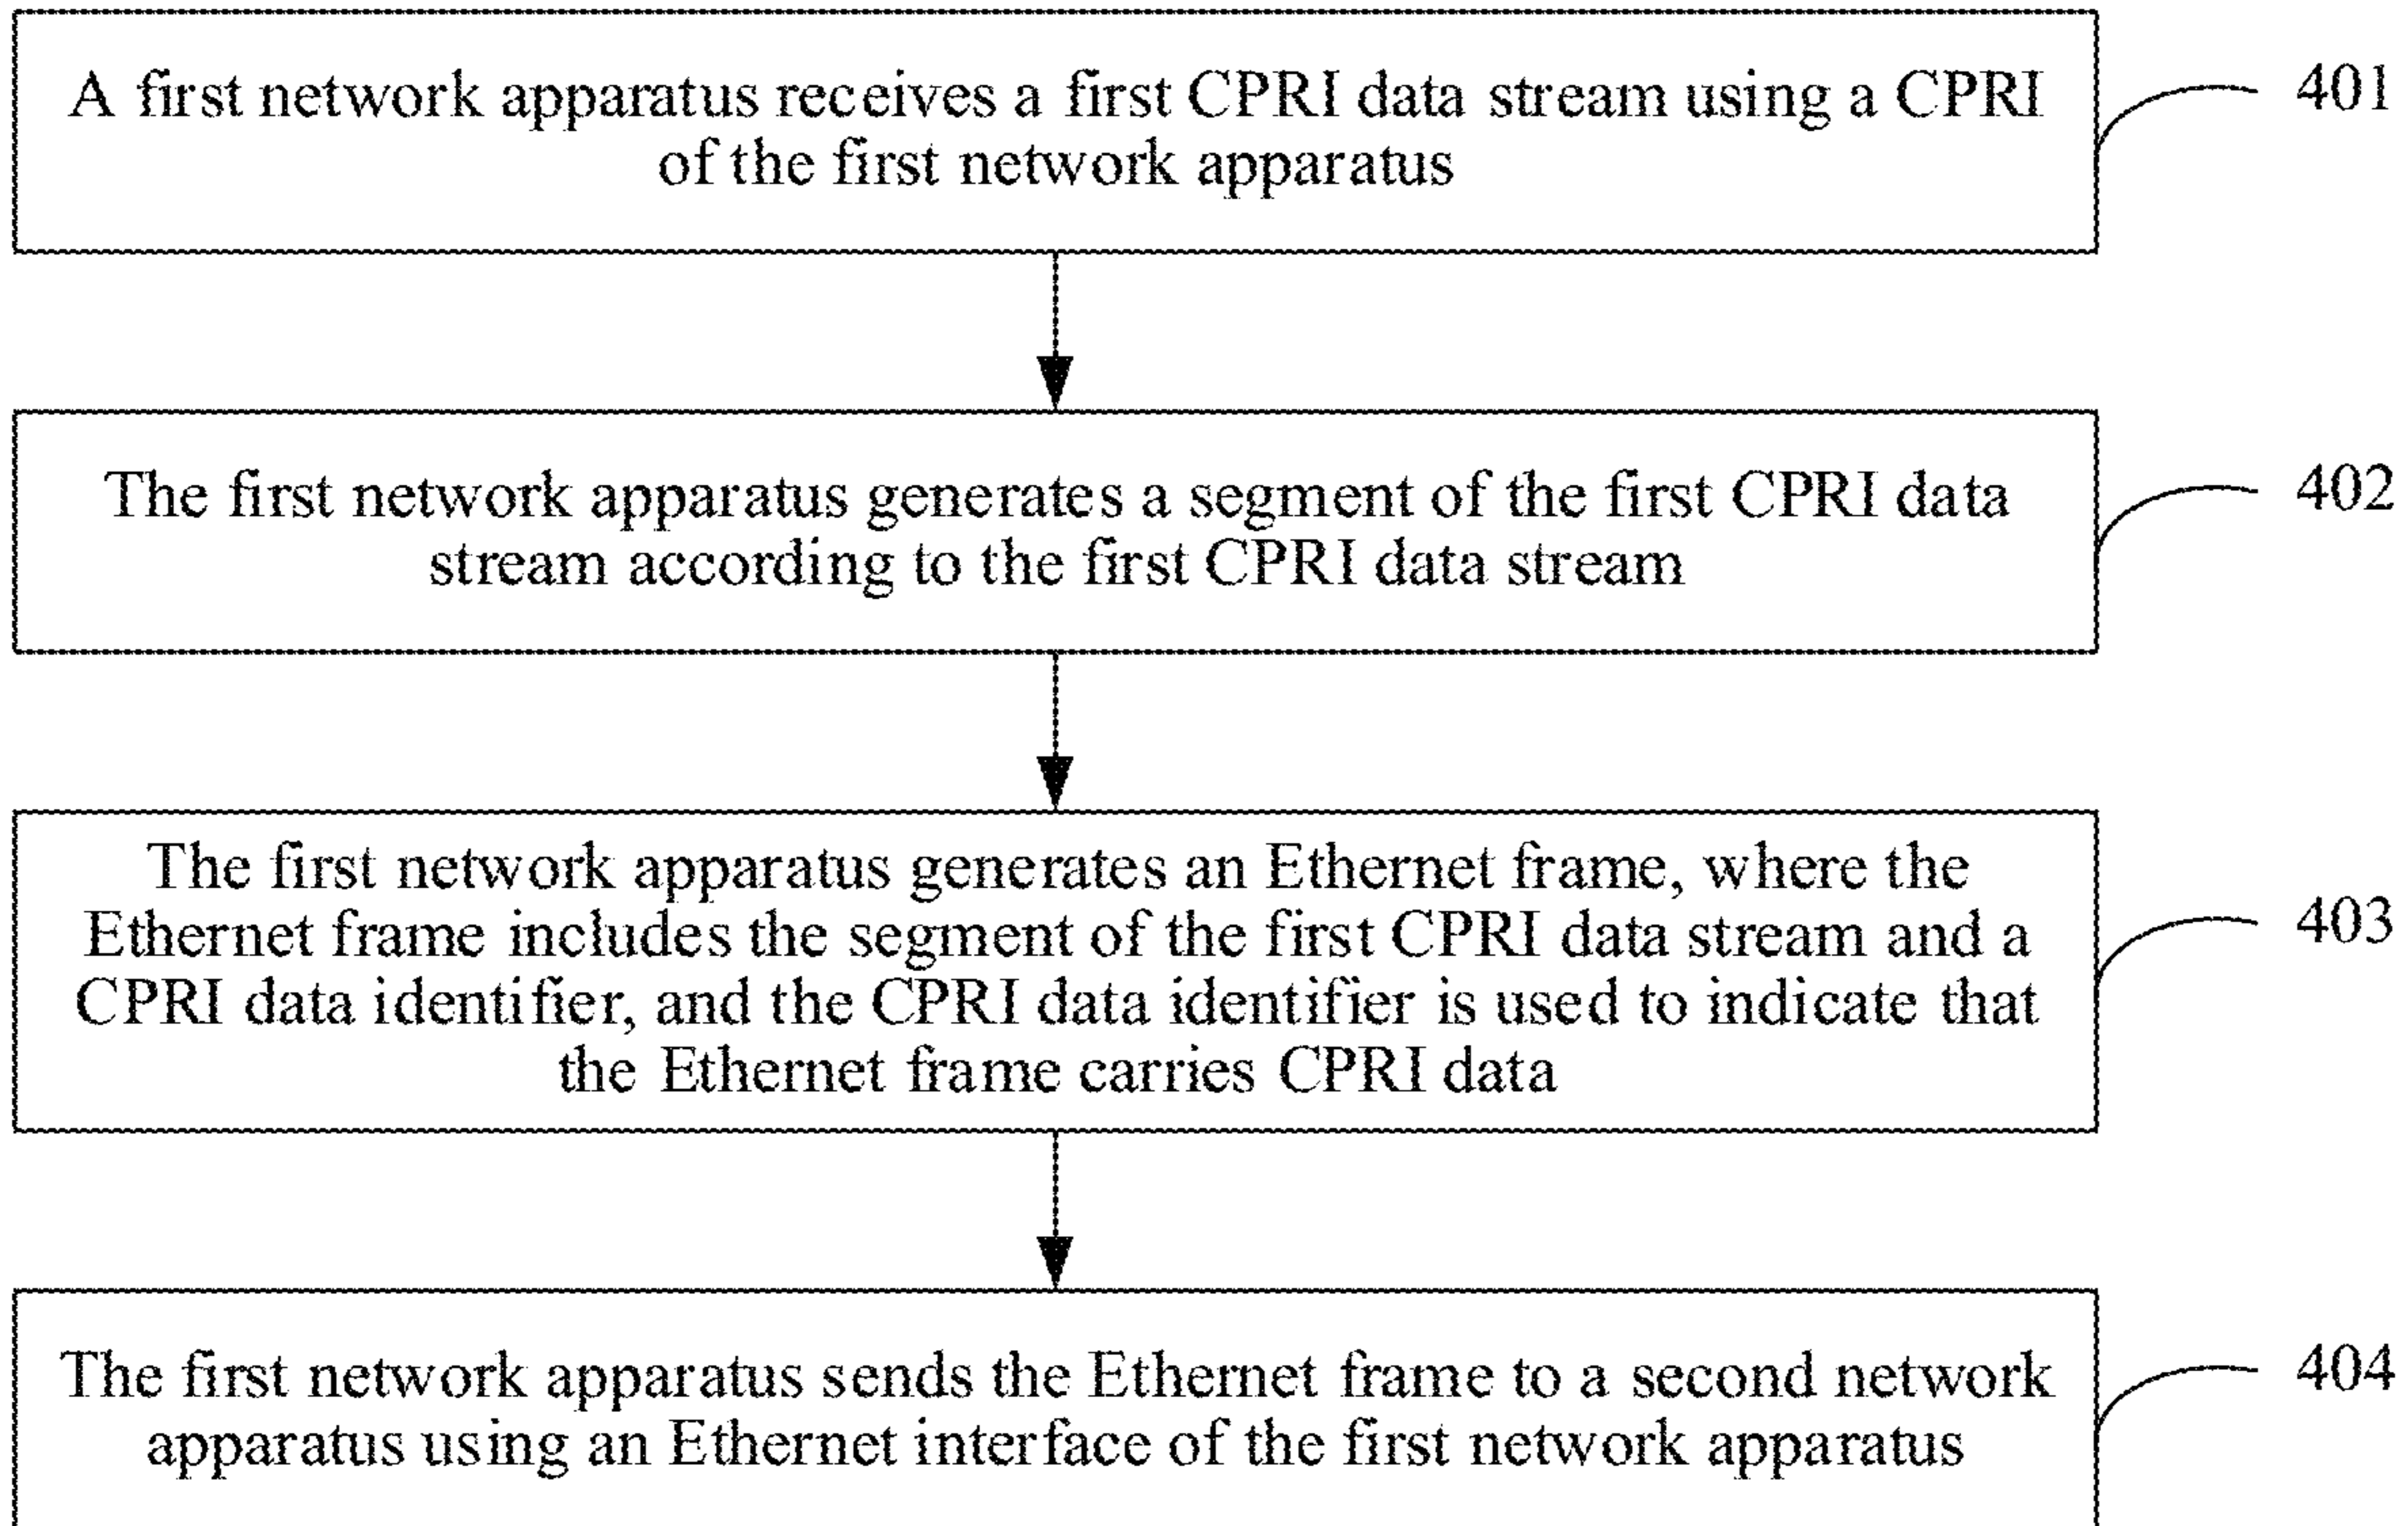 A first network apparatus receives a first CPRI data stream using a CPRI
of the first network apparatus
401
The first network apparatus generates a segment of the first CPRI data
stream according to the first CPRI data stream
402
The first network apparatus generates an Ethernet frame, where the
Ethernet frame includes the segment of the first CPRI data stream and a
CPRI data identifier, and the CPRI data identifier is used to indicate that
the Ethernet frame carries CPRI data
403
The first network apparatus sends the Ethernet frame to a second network
apparatus using an Ethernet interface of the first network apparatus
404